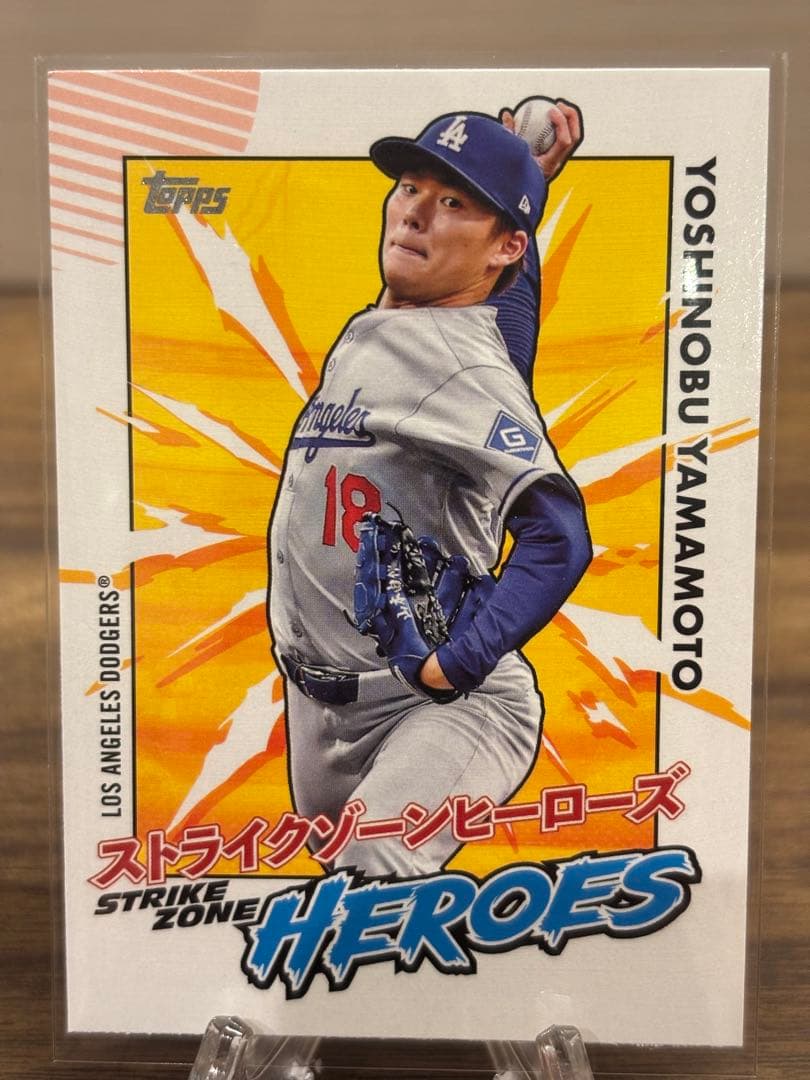 TOPPS
YOSHINOBU YAMAMOTO
LA
Angeles
18
LOS ANGELES DODGERS®
ストライクゾーンヒーローズ
STRIKE
ZONE
HEROES